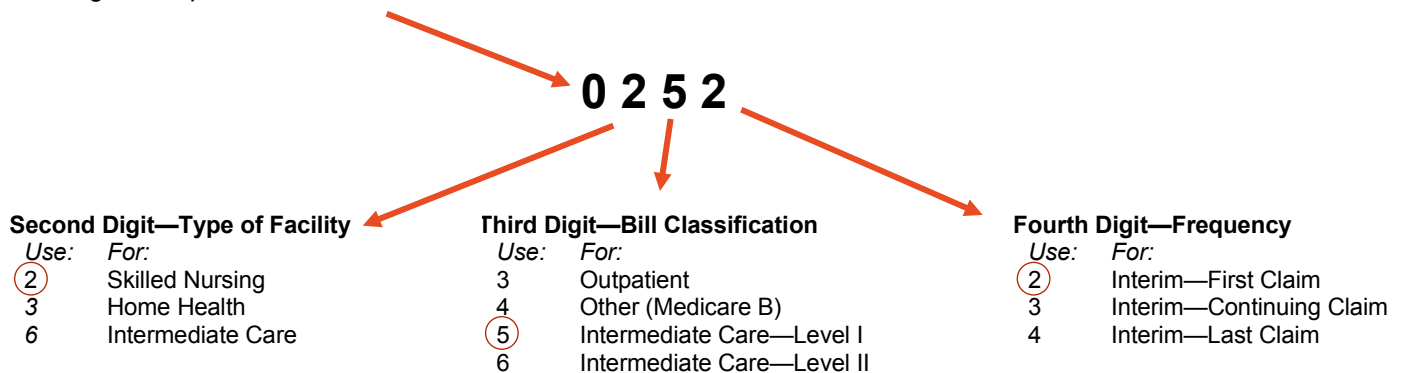 0 2 5 2
Second Digit—Type of Facility
Use: For:
2 Skilled Nursing
3 Home Health
6 Intermediate Care
Third Digit—Bill Classification
Use: For:
3 Outpatient
4 Other (Medicare B)
5 Intermediate Care—Level I
6 Intermediate Care—Level II
Fourth Digit—Frequency
Use: For:
2 Interim—First Claim
3 Interim—Continuing Claim
4 Interim—Last Claim